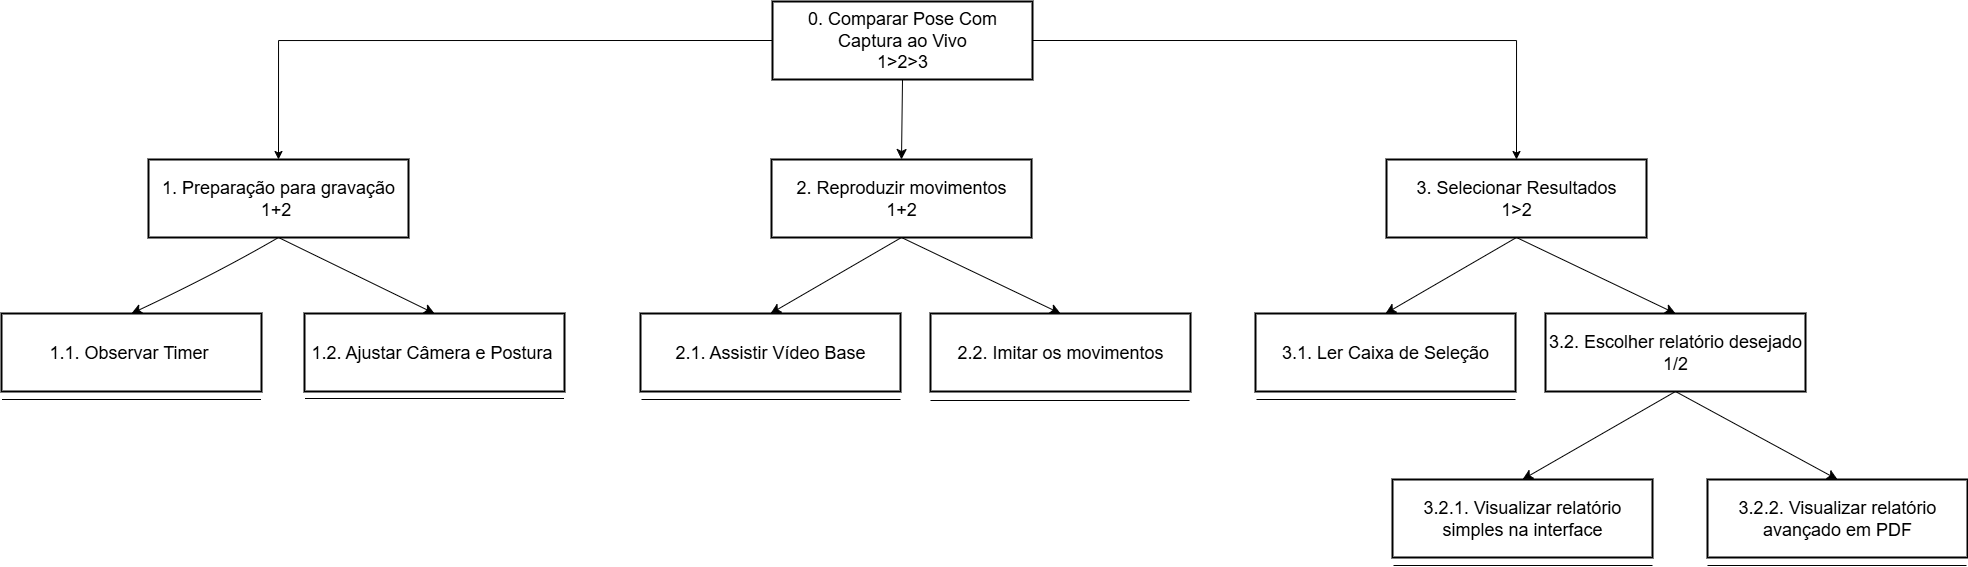 0. Comparar Pose Com
Captura ao Vivo
1>2>3
1. Preparação para gravação
1+2
2. Reproduzir movimentos
1+2
3. Selecionar Resultados
1>2
1.1. Observar Timer
1.2. Ajustar Câmera e Postura
2.1. Assistir Vídeo Base
2.2. Imitar os movimentos
3.1. Ler Caixa de Seleção
3.2. Escolher relatório desejado
1/2
3.2.1. Visualizar relatório
simples na interface
3.2.2. Visualizar relatório
avançado em PDF